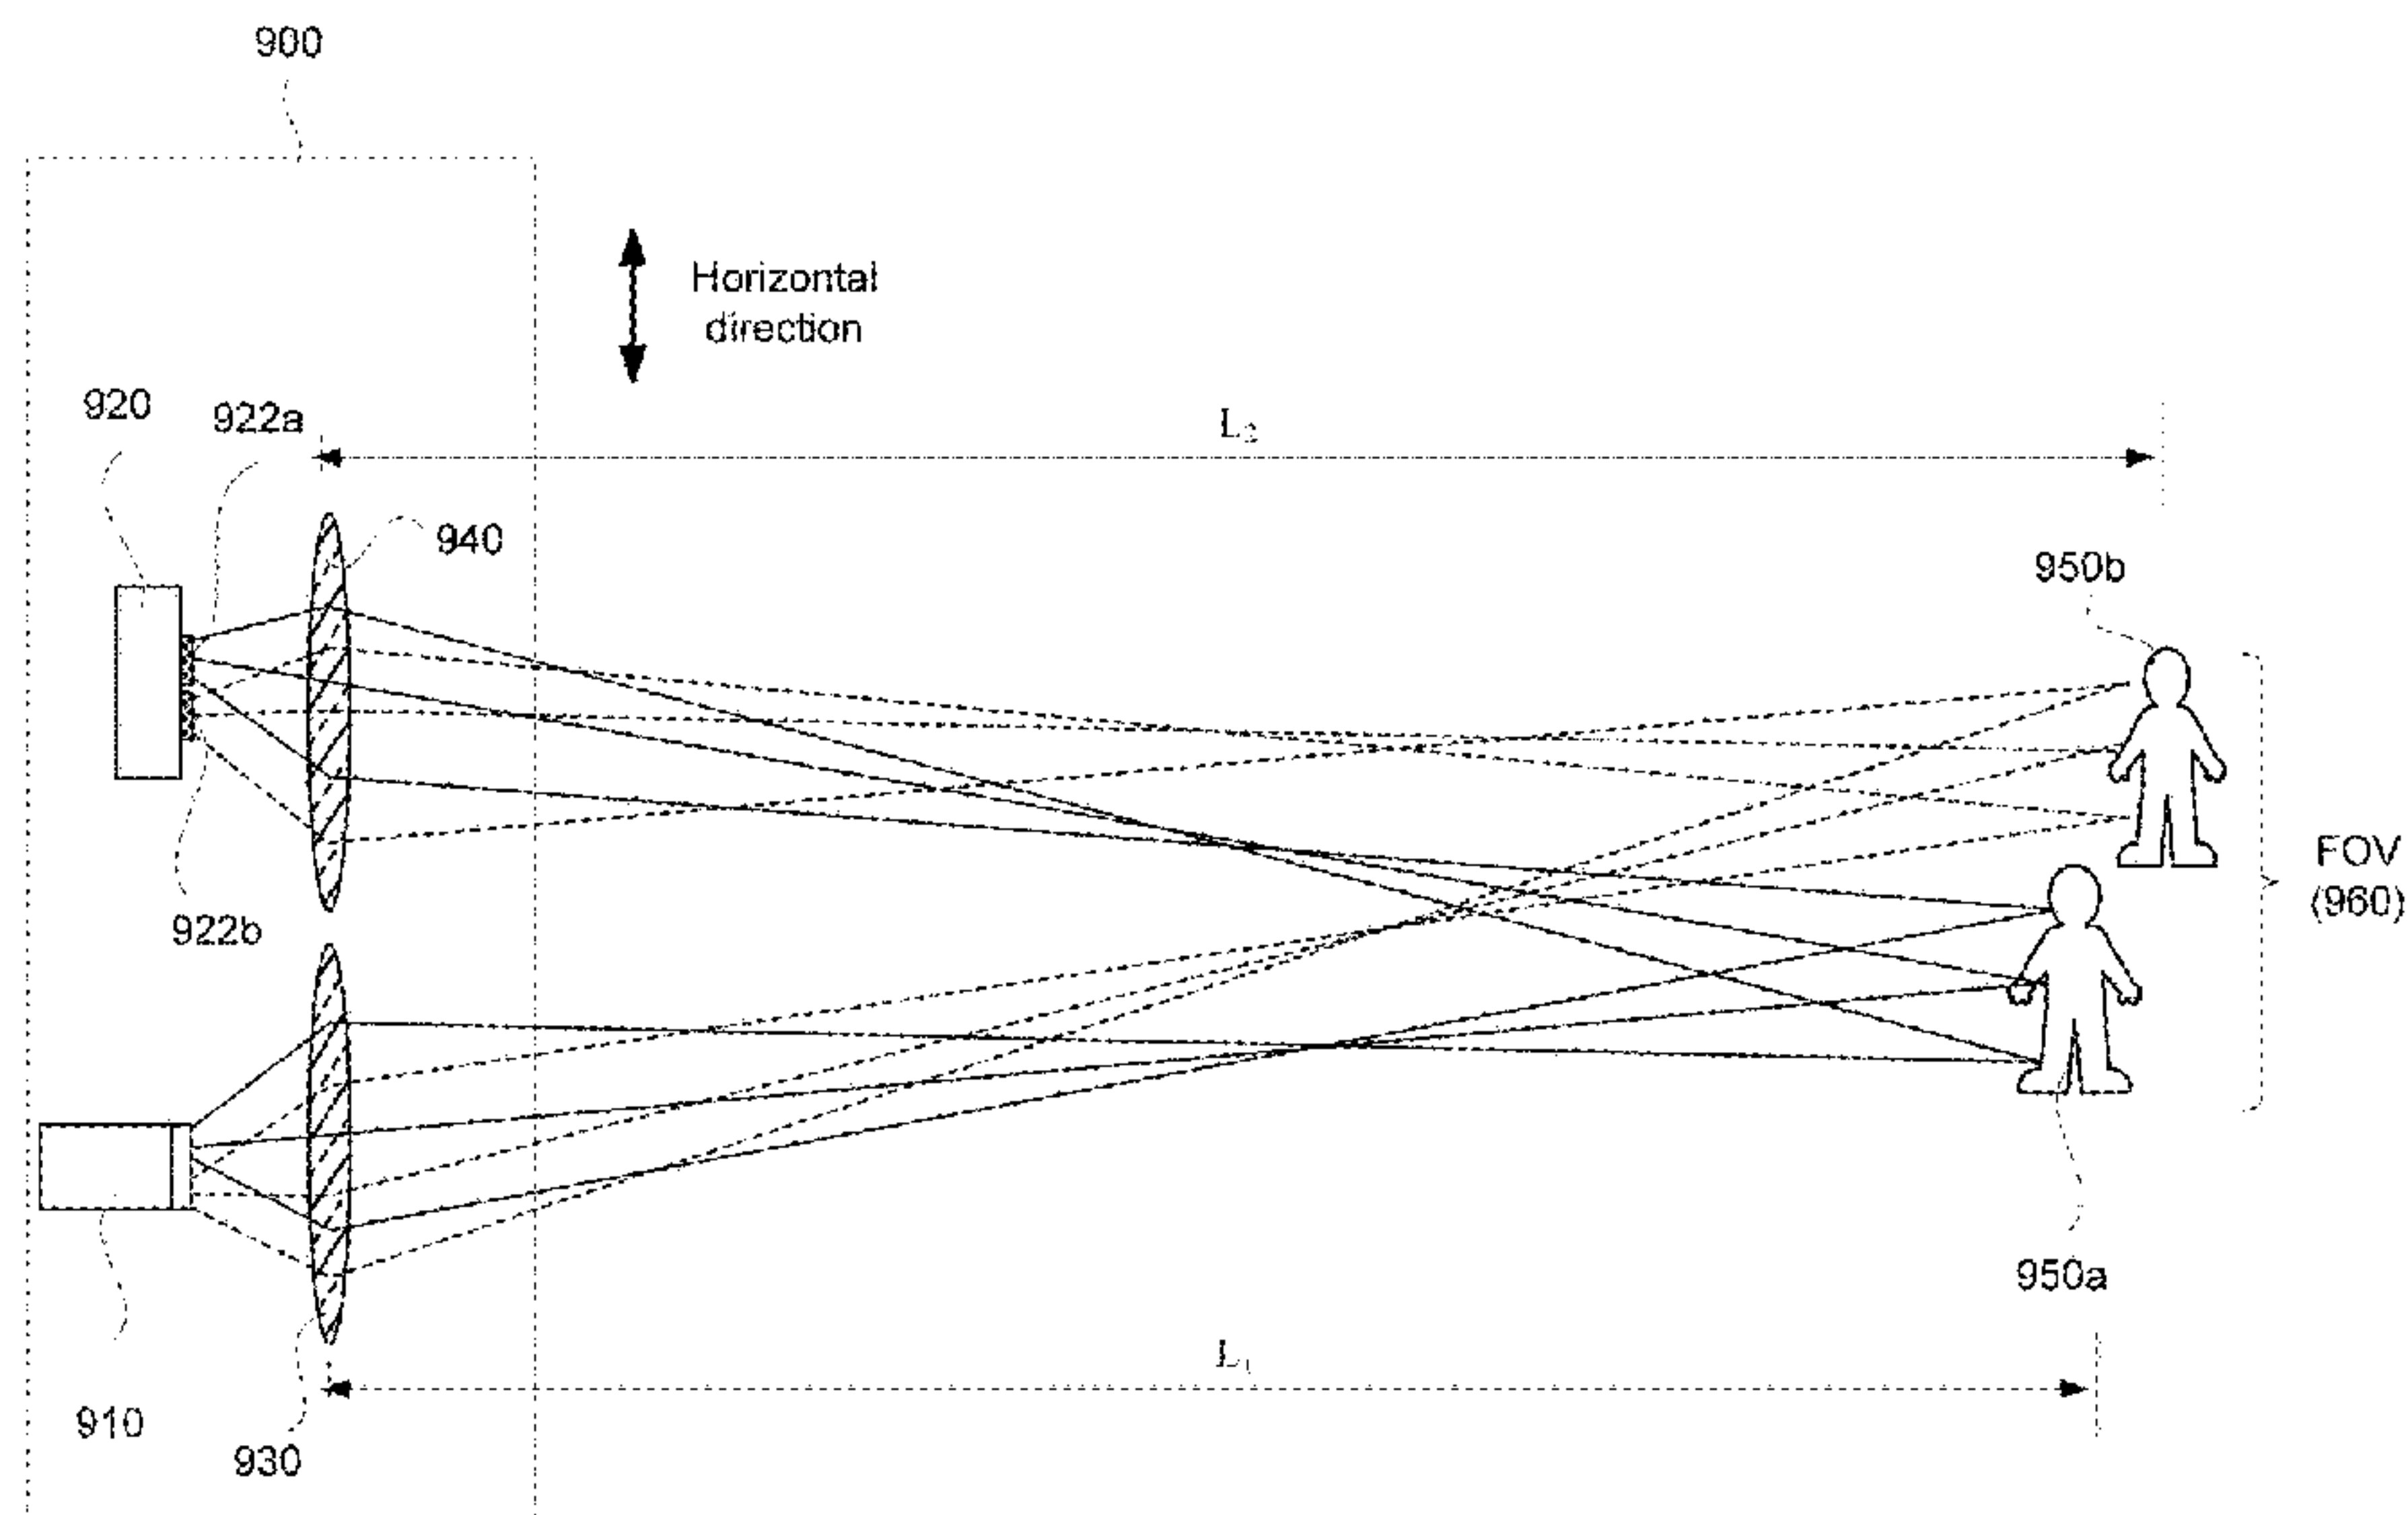 900
Horizontal
direction
920
922a
L₂
940
950b
922b
FOV
(960)
950a
L₁
910
930